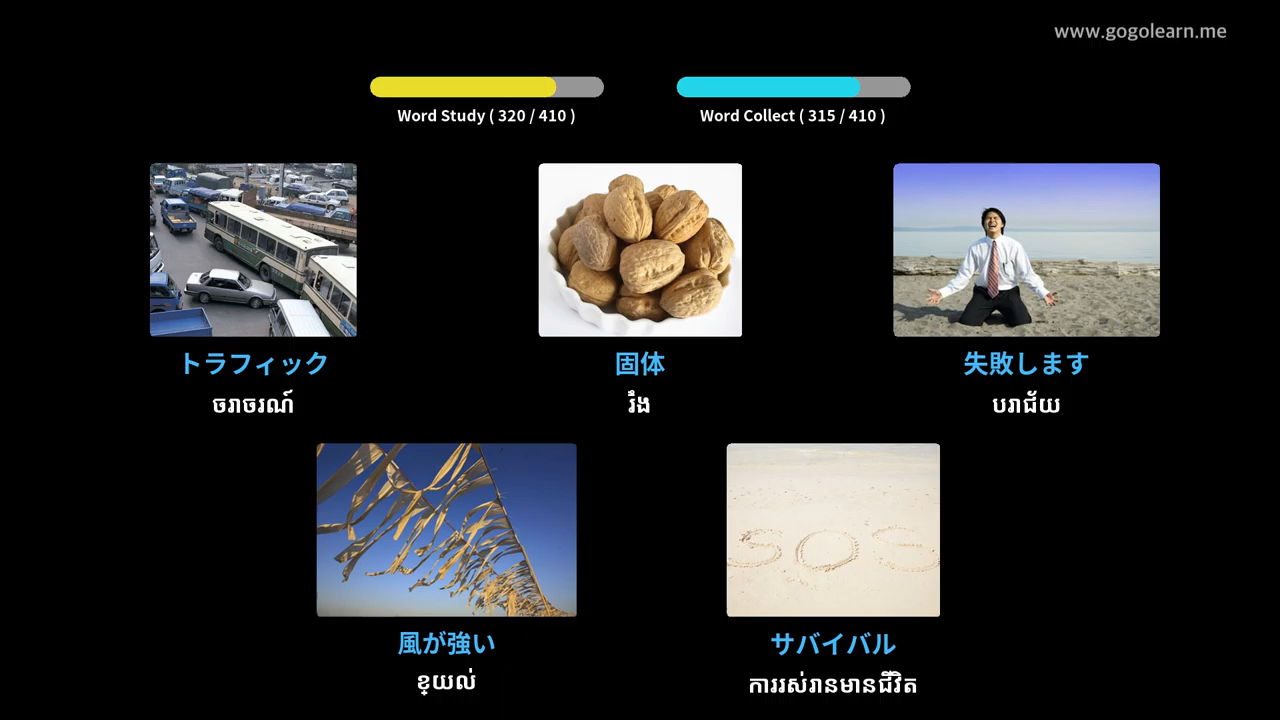 www.gogolearn.me
Word Study ( 320 / 410 )
Word Collect ( 315 / 410 )
トラフィック
ចរាចរណ៍
固体
រឹង
失敗します
បរាជ័យ
SOS
風が強い
ខ្យល់
サバイバル
ការរស់រានមានជីវិត